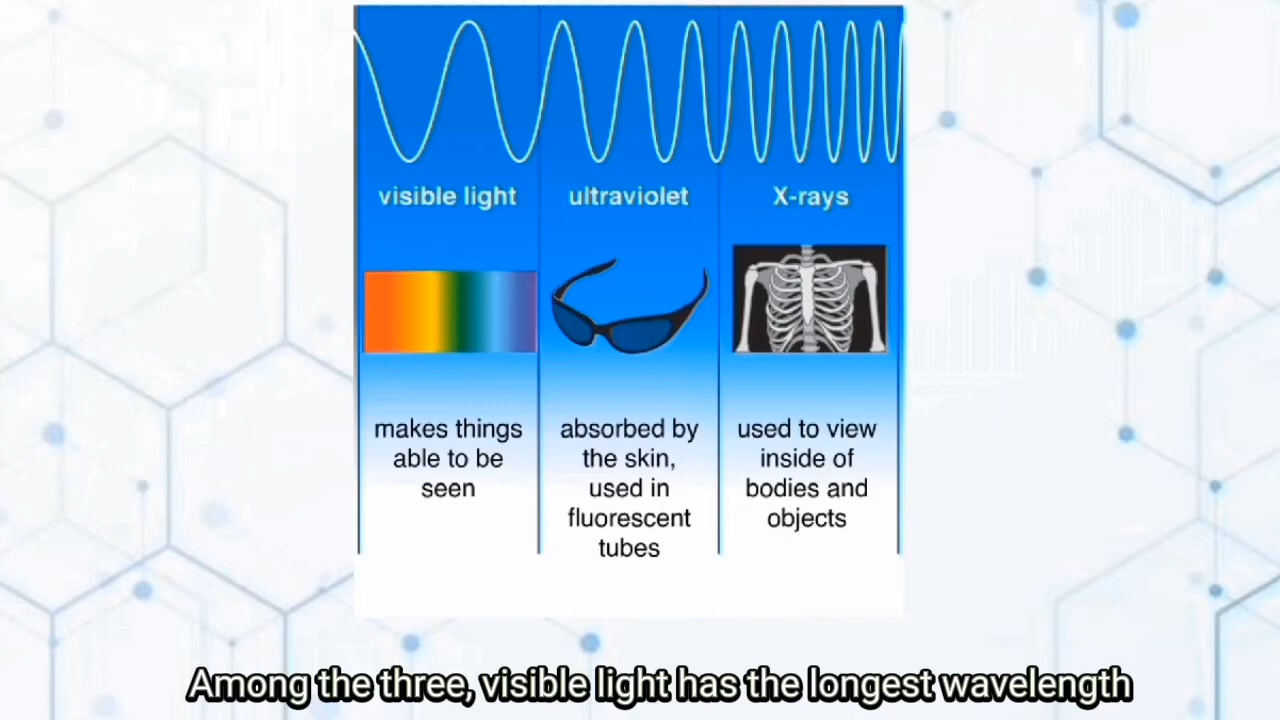 visible light
ultraviolet
X-rays
makes things
able to be
seen
absorbed by
the skin,
used in
fluorescent
tubes
used to view
inside of
bodies and
objects
Among the three, visible light has the longest wavelength